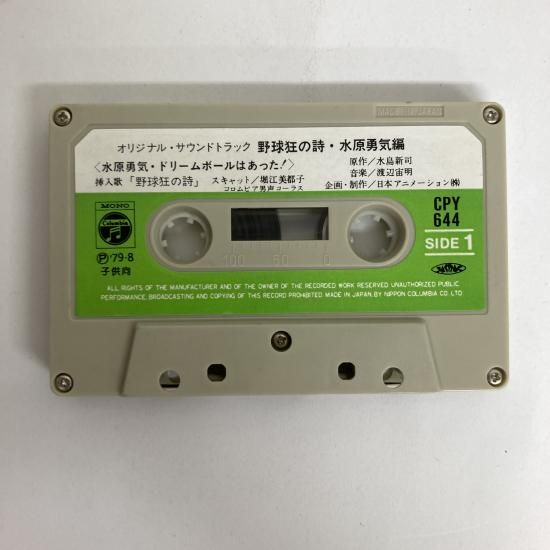 MADE IN JAPAN
オリジナル・サウンドトラック 野球狂の詩・水原勇気編
〈水原勇気・ドリームボールはあった!〉
原作/水島新司
音楽/渡辺宙明
挿入歌「野球狂の詩」 スキャット/堀江美都子
コロムビア男声コーラス
企画・制作/日本アニメーション(株)
MONO
Columbia
CPY
644
SIDE 1
100 50 0
Ⓟ'79・8
子供向
ALL RIGHTS OF THE MANUFACTURER AND OF THE OWNER OF THE RECORDED WORK RESERVED UNAUTHORIZED PUBLIC
PERFORMANCE, BROADCASTING AND COPYING OF THIS RECORD PROHIBITED MADE IN JAPAN. BY NIPPON COLUMBIA CO. LTD.